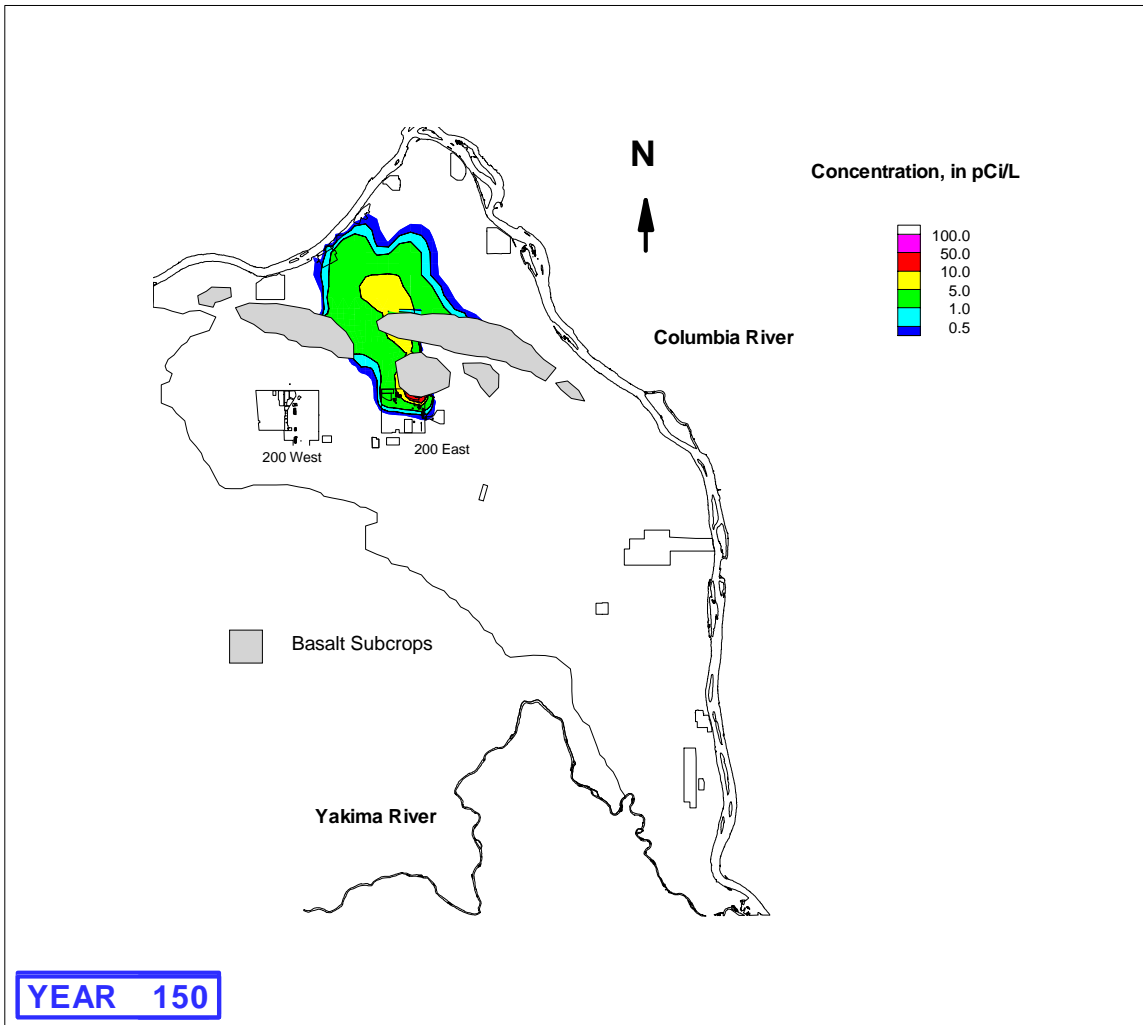 N
Concentration, in pCi/L
100.0
50.0
10.0
5.0
1.0
0.5
Columbia River
200 West
200 East
Basalt Subcrops
Yakima River
YEAR 150